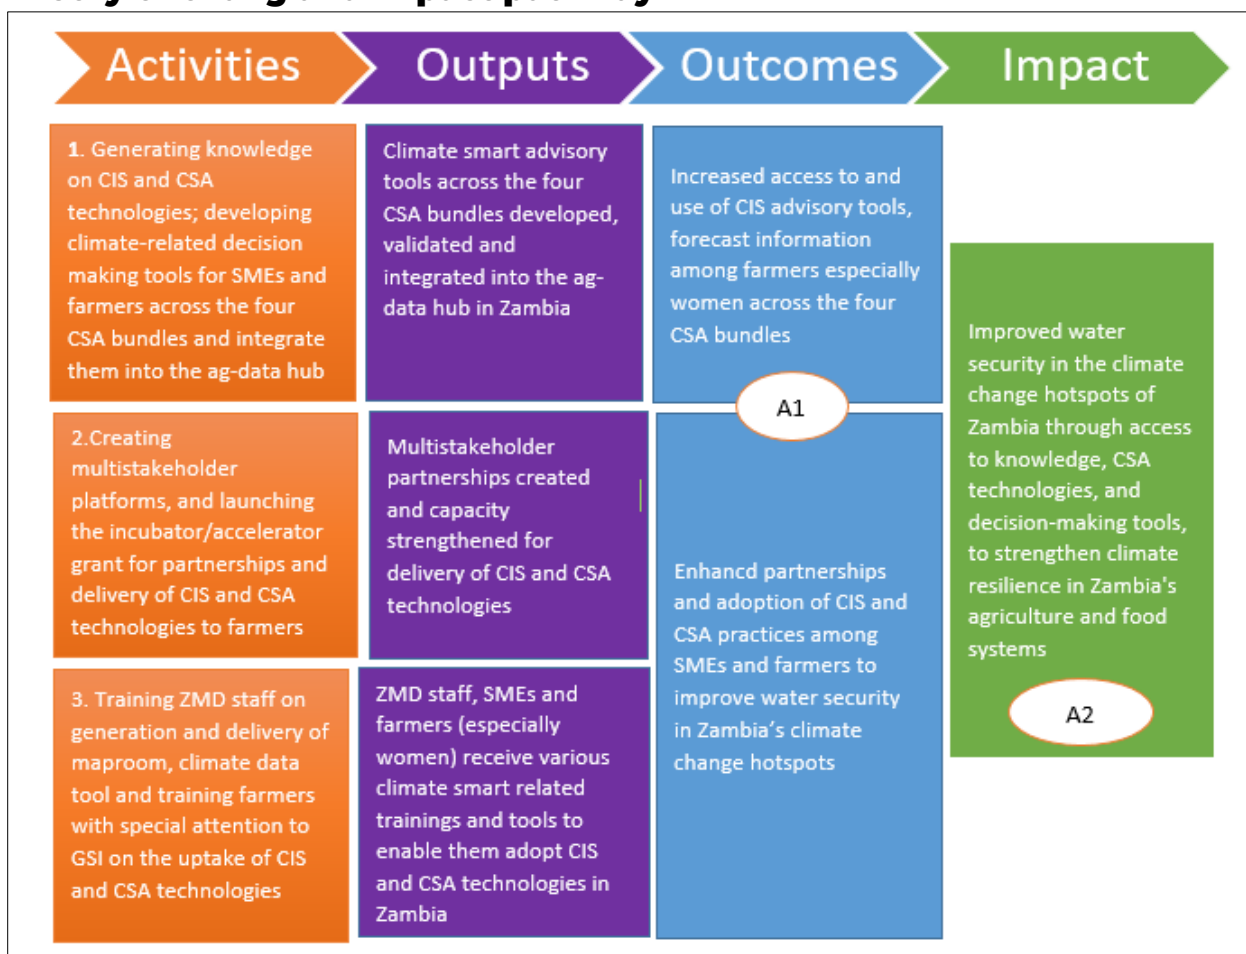 Activities
Outputs
Outcomes
Impact
1. Generating knowledge
on CIS and CSA
technologies; developing
climate-related decision
making tools for SMEs and
farmers across the four
CSA bundles and integrate
them into the ag-data hub
2.Creating
multistakeholder
platforms, and launching
the incubator/accelerator
grant for partnerships and
delivery of CIS and CSA
technologies to farmers
3. Training ZMD staff on
generation and delivery of
maproom, climate data
tool and training farmers
with special attention to
GSI on the uptake of CIS
and CSA technologies
Climate smart advisory
tools across the four
CSA bundles developed,
validated and
integrated into the ag-
data hub in Zambia
Multistakeholder
partnerships created
and capacity
strengthened for
delivery of CIS and CSA
technologies
ZMD staff, SMEs and
farmers (especially
women) receive various
climate smart related
trainings and tools to
enable them adopt CIS
and CSA technologies in
Zambia
Increased access to and
use of CIS advisory tools,
forecast information
among farmers especially
women across the four
CSA bundles
A1
Enhancd partnerships
and adoption of CIS and
CSA practices among
SMEs and farmers to
improve water security
in Zambia’s climate
change hotspots
Improved water
security in the climate
change hotspots of
Zambia through access
to knowledge, CSA
technologies, and
decision-making tools,
to strengthen climate
resilience in Zambia's
agriculture and food
systems
A2